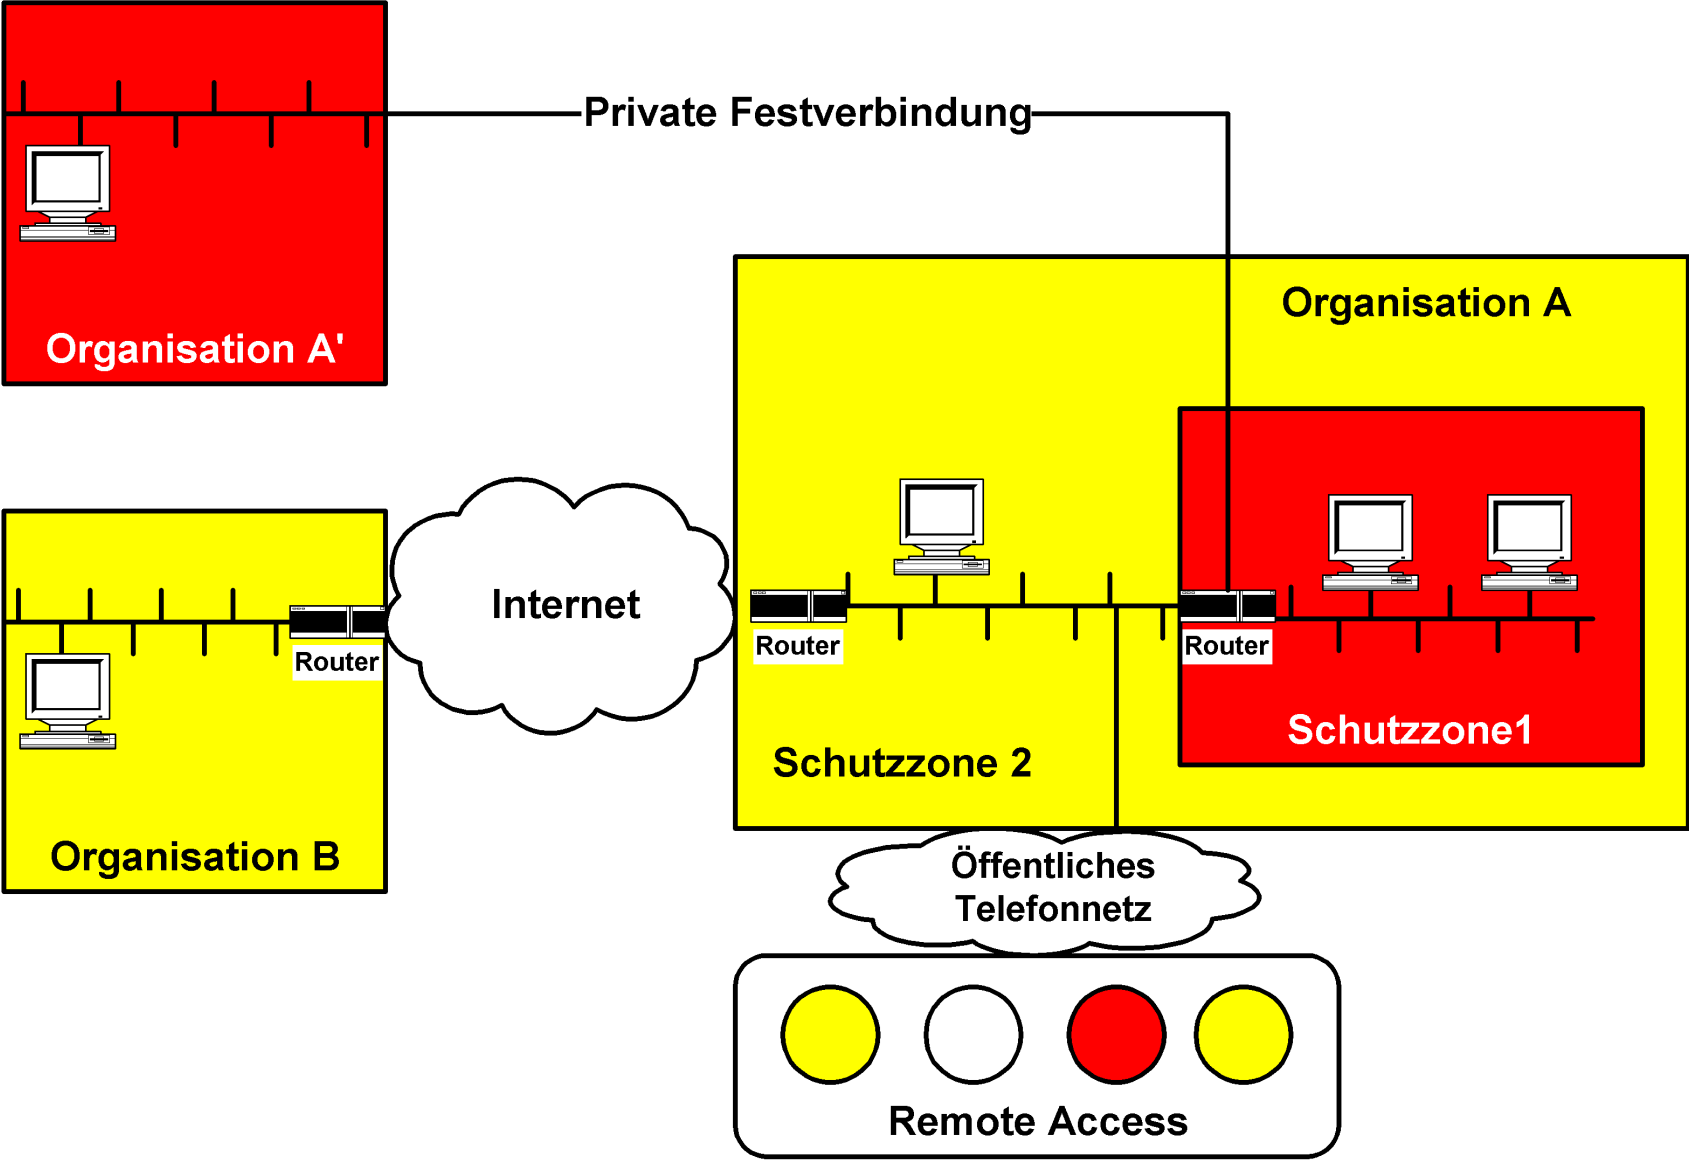 Private Festverbindung
Organisation A'
Organisation A
Internet
Router
Router
Router
Schutzzone1
Schutzzone 2
Organisation B
Öffentliches
Telefonnetz
Remote Access